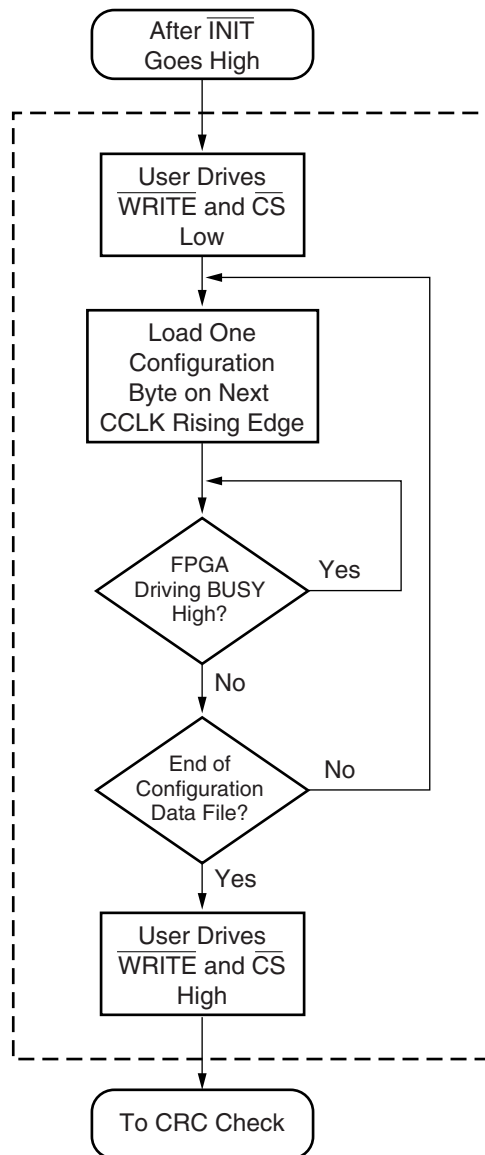 After INIT
Goes High
User Drives
WRITE and CS
Low
Load One
Configuration
Byte on Next
CCLK Rising Edge
FPGA
Driving BUSY
High?
Yes
No
End of
Configuration
Data File?
No
Yes
User Drives
WRITE and CS
High
To CRC Check